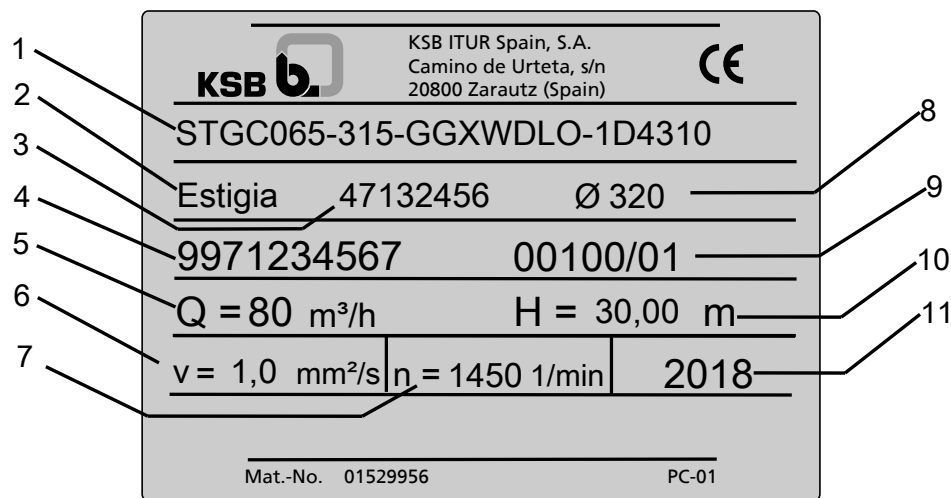 KSB b.
KSB ITUR Spain, S.A.
Camino de Urteta, s/n
20800 Zarautz (Spain)
CE
1
STGC065-315-GGXWDLO-1D4310
2
3
8
Estigia 47132456 Ø 320
4
9971234567 00100/01
9
5
Q = 80 m³/h H = 30,00 m
10
6
11
7
v = 1,0 mm²/s n = 1450 1/min 2018
Mat.-No. 01529956 PC-01